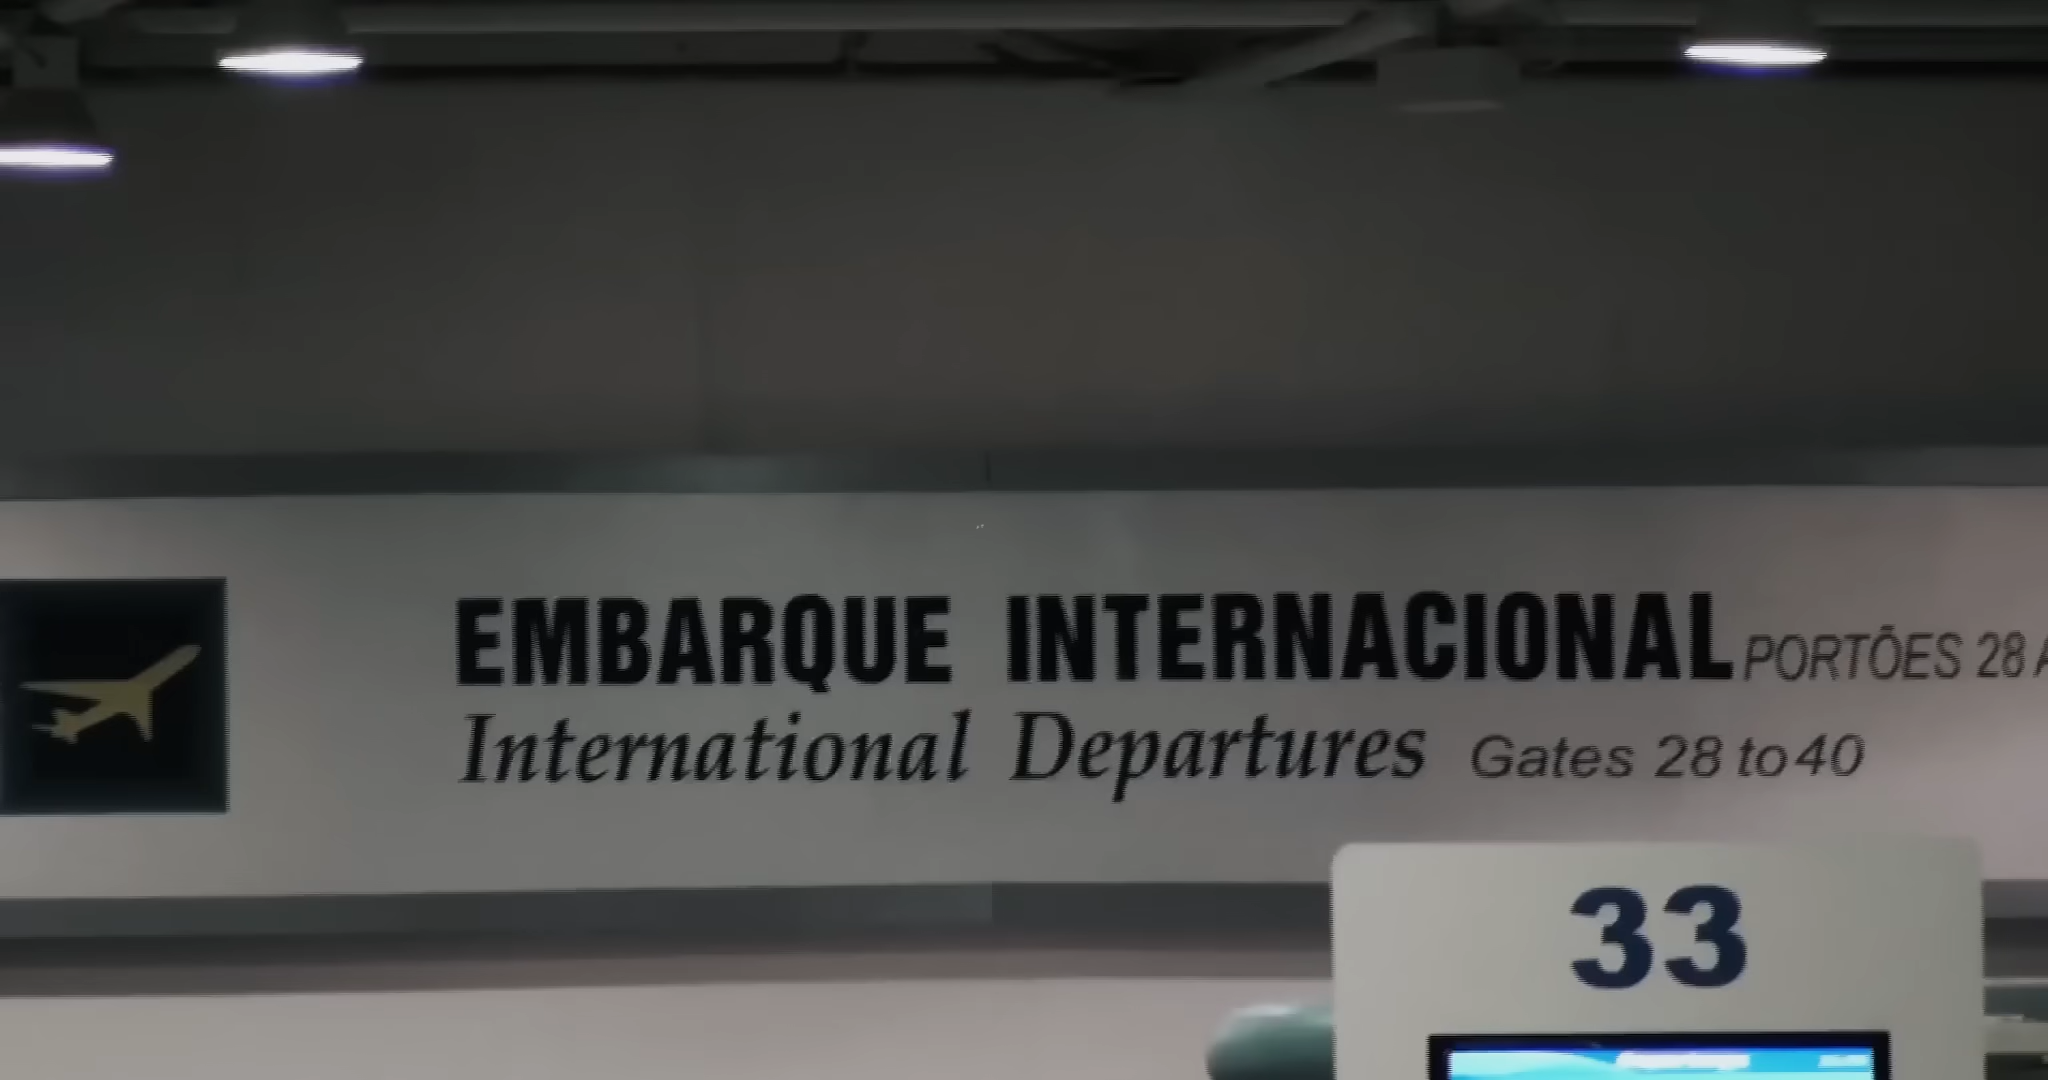 EMBARQUE INTERNACIONAL PORTÕES 28 A
International Departures Gates 28 to 40
33